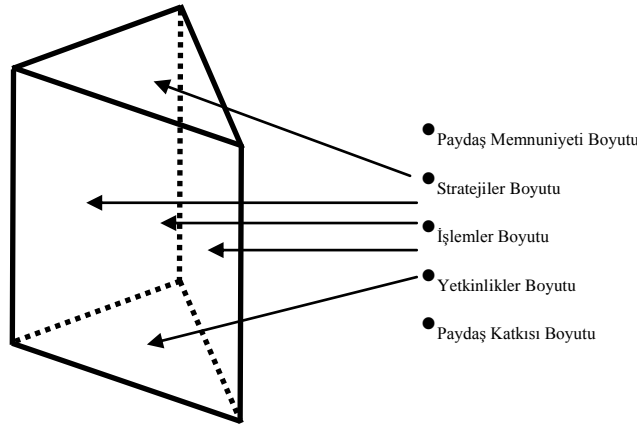 ● Paydaş Memnuniyeti Boyutu
● Stratejiler Boyutu
● İşlemler Boyutu
● Yetkinlikler Boyutu
● Paydaş Katkısı Boyutu